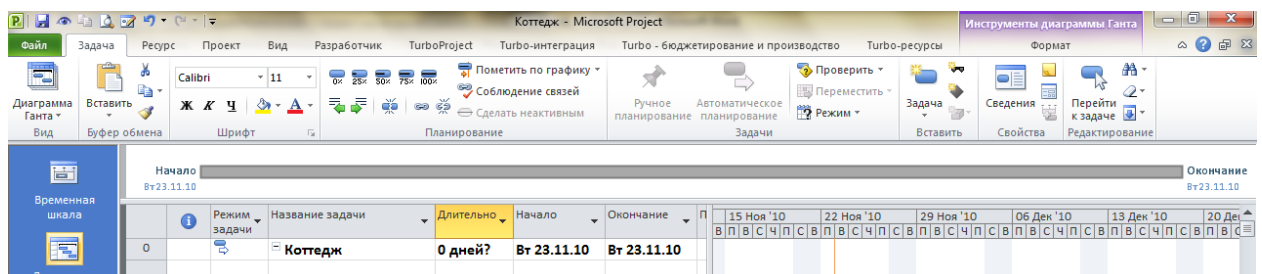 Коттедж - Microsoft Project
Инструменты диаграммы Ганта
Файл Задача Ресурс Проект Вид Разработчик TurboProject Turbo-интеграция Turbo - бюджетирование и производство Turbo-ресурсы Формат
Диаграмма Ганта
Вид
Вставить
Буфер обмена
Calibri 11
Ж К Ч А
Шрифт
0% 25% 50% 75% 100%
Пометить по графику
Соблюдение связей
Сделать неактивным
Планирование
Ручное планирование
Автоматическое планирование
Проверить
Переместить
Режим
Задачи
Задача
Вставить
Сведения
Свойства
Перейти к задаче
Редактирование
Временная шкала
Начало
Вт23.11.10
Окончание
Вт23.11.10
Режим задачи Название задачи Длительно Начало Окончание П
15 Ноя '10 22 Ноя '10 29 Ноя '10 06 Дек '10 13 Дек '10 20 Де
В П В С Ч П С В П В С Ч П С В П В С Ч П С В П В С Ч П С В П В С Ч П С В П В С
0 Коттедж 0 дней? Вт 23.11.10 Вт 23.11.10